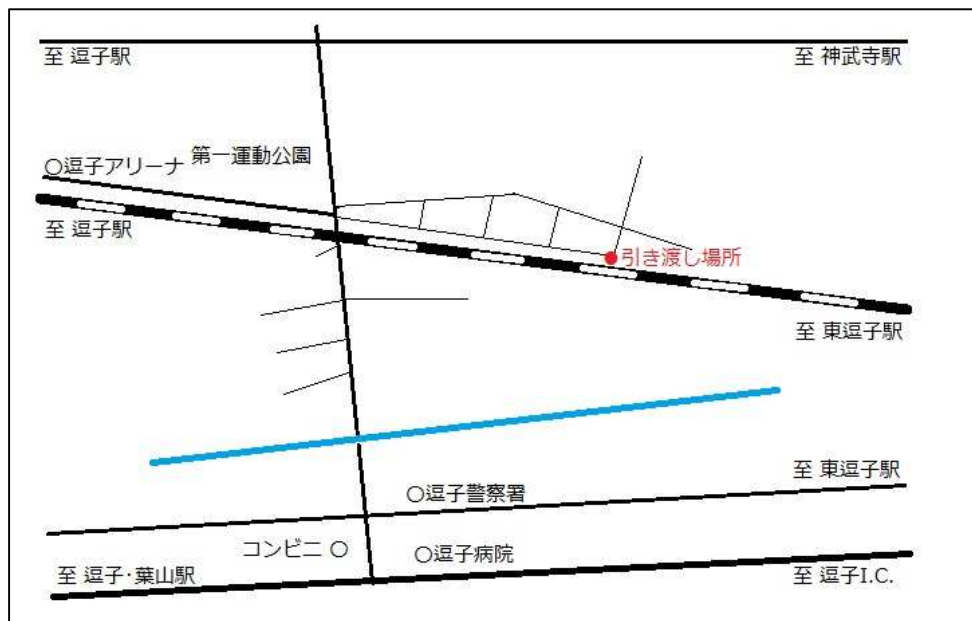 至 逗子駅
至 神武寺駅
○逗子アリーナ
第一運動公園
至 逗子駅
引き渡し場所
至 東逗子駅
至 東逗子駅
○逗子警察署
コンビニ ○
○逗子病院
至 逗子・葉山駅
至 逗子I.C.